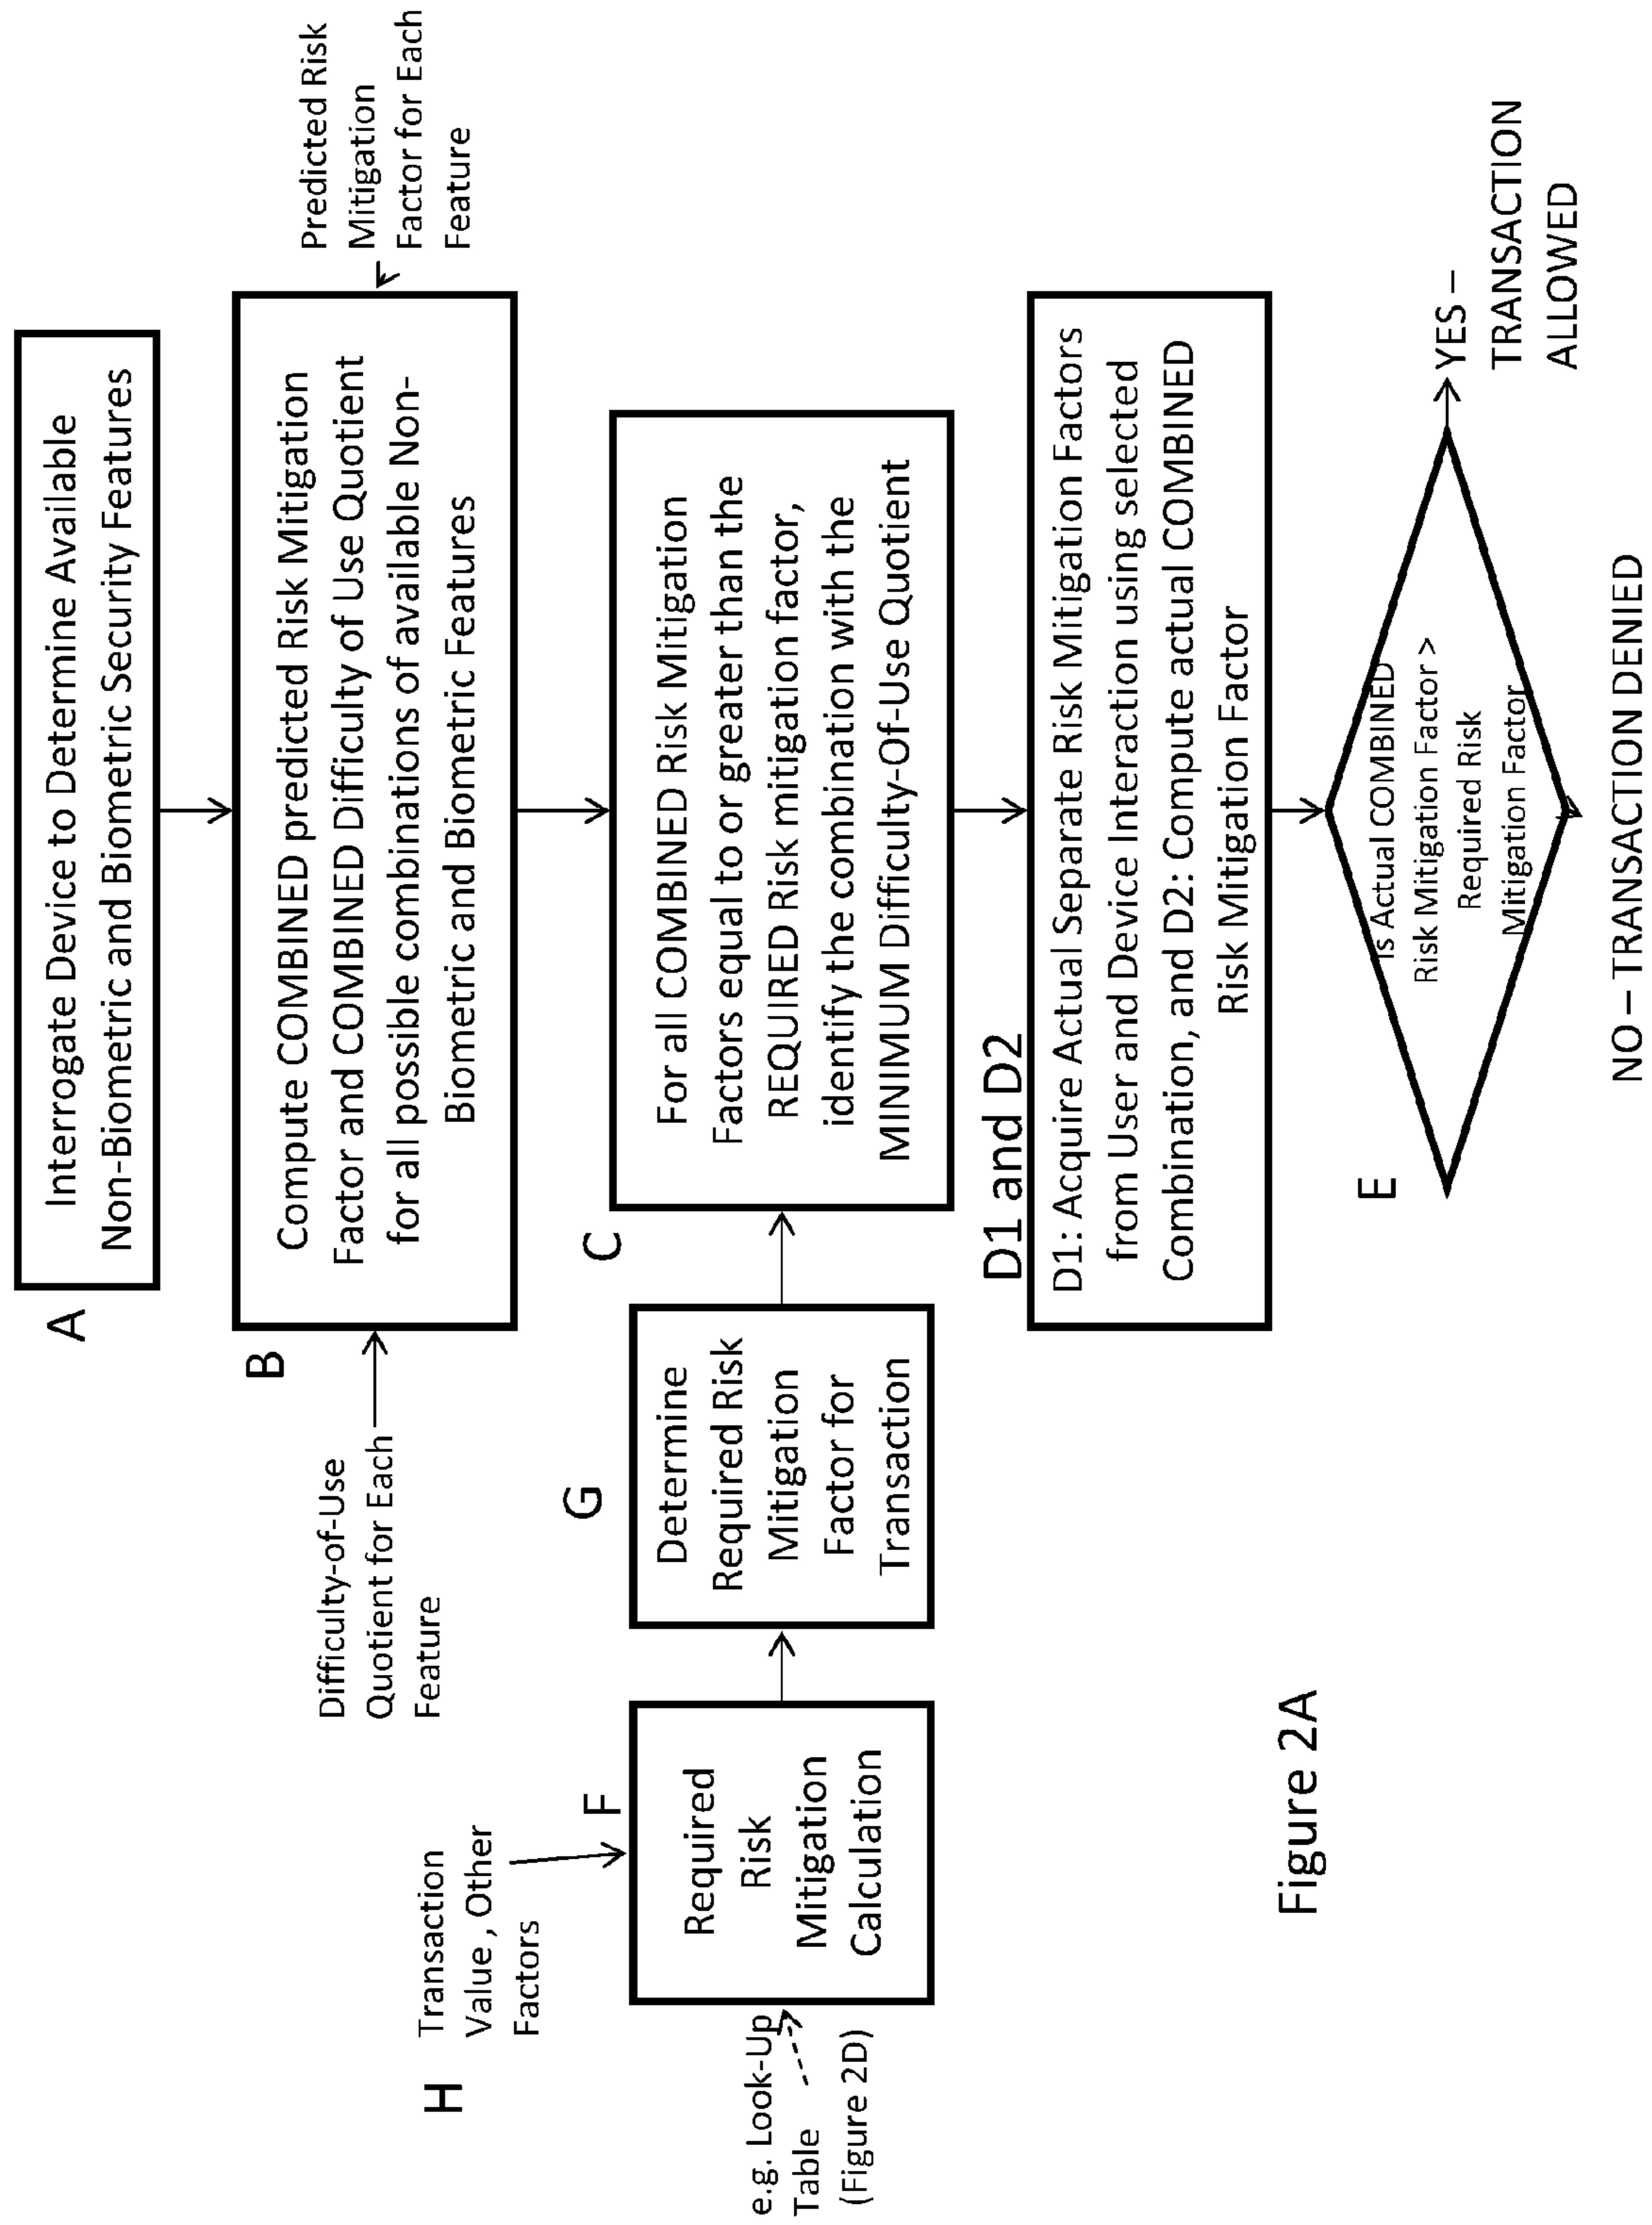 A
Interrogate Device to Determine Available
Non-Biometric and Biometric Security Features
B
Difficulty-of-Use
Quotient for Each
Feature
Compute COMBINED predicted Risk Mitigation
Factor and COMBINED Difficulty of Use Quotient
for all possible combinations of available Non-
Biometric and Biometric Features
Predicted Risk
Mitigation
Factor for Each
Feature
H
Transaction
Value , Other
Factors
F
e.g. Look-Up
Table
(Figure 2D)
Required
Risk
Mitigation
Calculation
G
Determine
Required Risk
Mitigation
Factor for
Transaction
C
For all COMBINED Risk Mitigation
Factors equal to or greater than the
REQUIRED Risk mitigation factor,
identify the combination with the
MINIMUM Difficulty-Of-Use Quotient
D1 and D2
D1: Acquire Actual Separate Risk Mitigation Factors
from User and Device Interaction using selected
Combination, and D2: Compute actual COMBINED
Risk Mitigation Factor
E
Is Actual COMBINED
Risk Mitigation Factor >
Required Risk
Mitigation Factor
YES –
TRANSACTION
ALLOWED
NO – TRANSACTION DENIED
Figure 2A